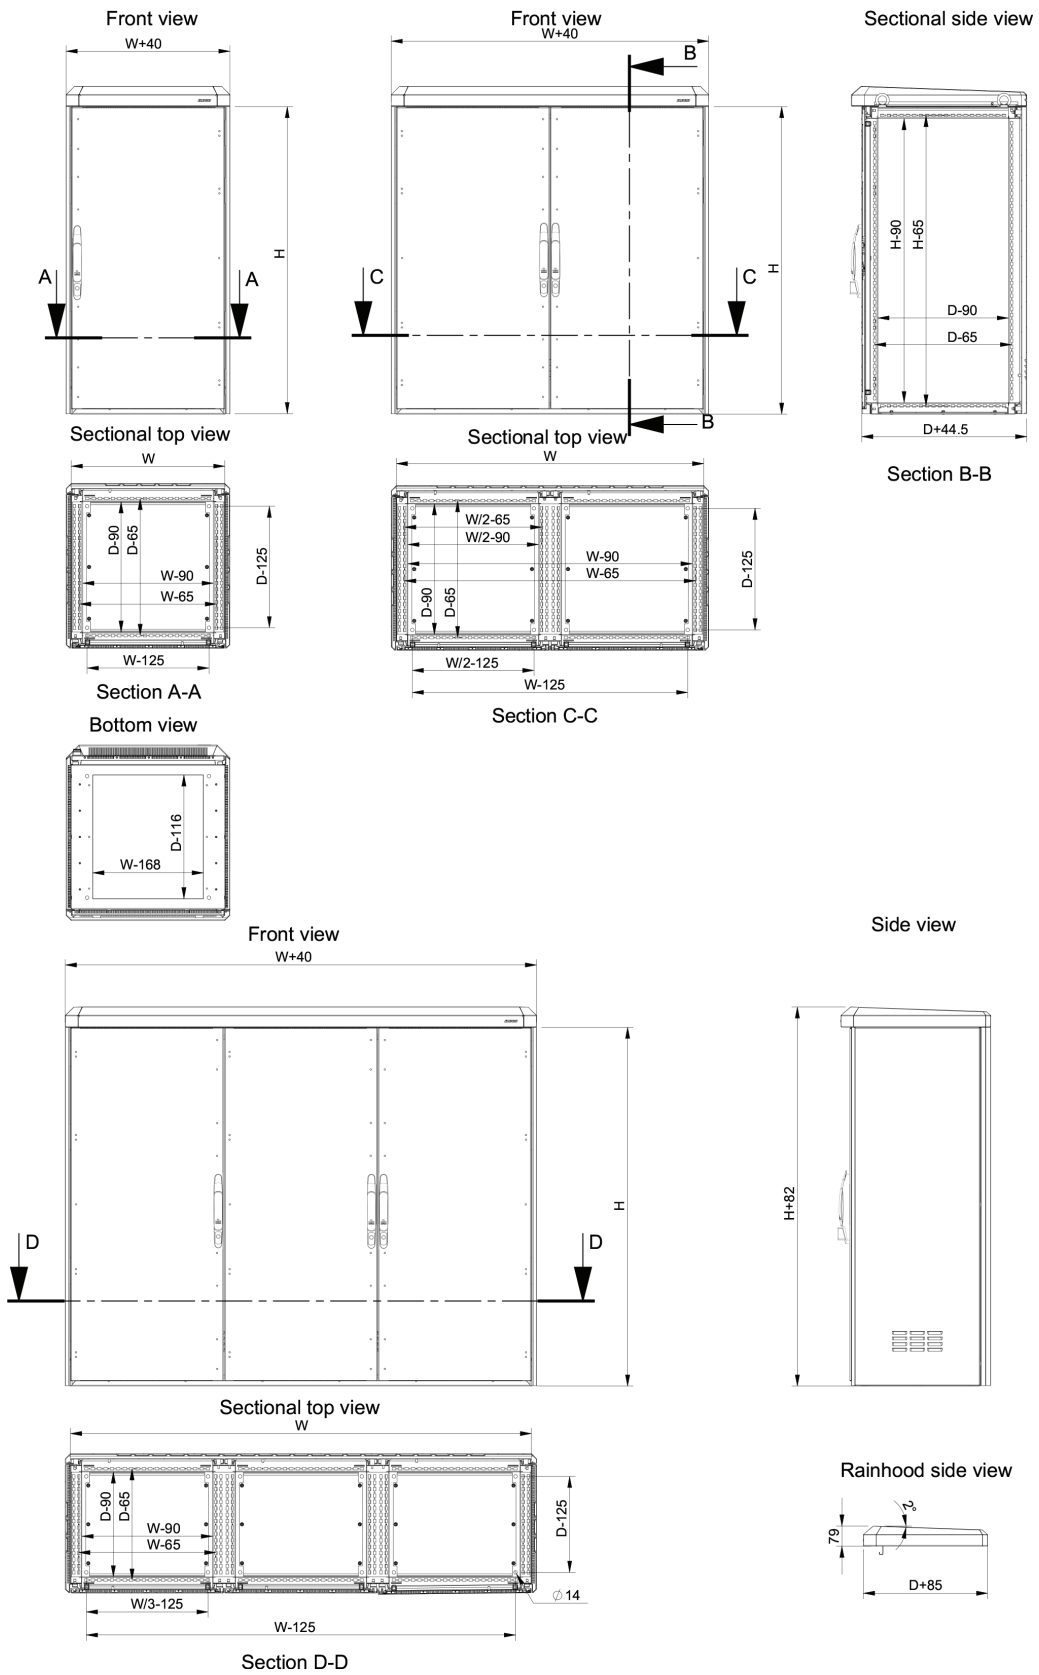 Front view
W+40
H
A
A
Front view
W+40
B
H
C
C
B
Sectional side view
H-90
H-65
D-90
D-65
D+44.5
Section B-B
Sectional top view
W
D-90
D-65
W-90
W-65
D-125
W-125
Section A-A
Sectional top view
W
W/2-65
W/2-90
W-90
W-65
D-90
D-65
D-125
W/2-125
W-125
Section C-C
Bottom view
D-116
W-168
Front view
W+40
H
D
D
Side view
H+82
Sectional top view
W
D-90
D-65
W-90
W-65
D-125
W/3-125
Ø 14
W-125
Section D-D
Rainhood side view
2°
79
D+85